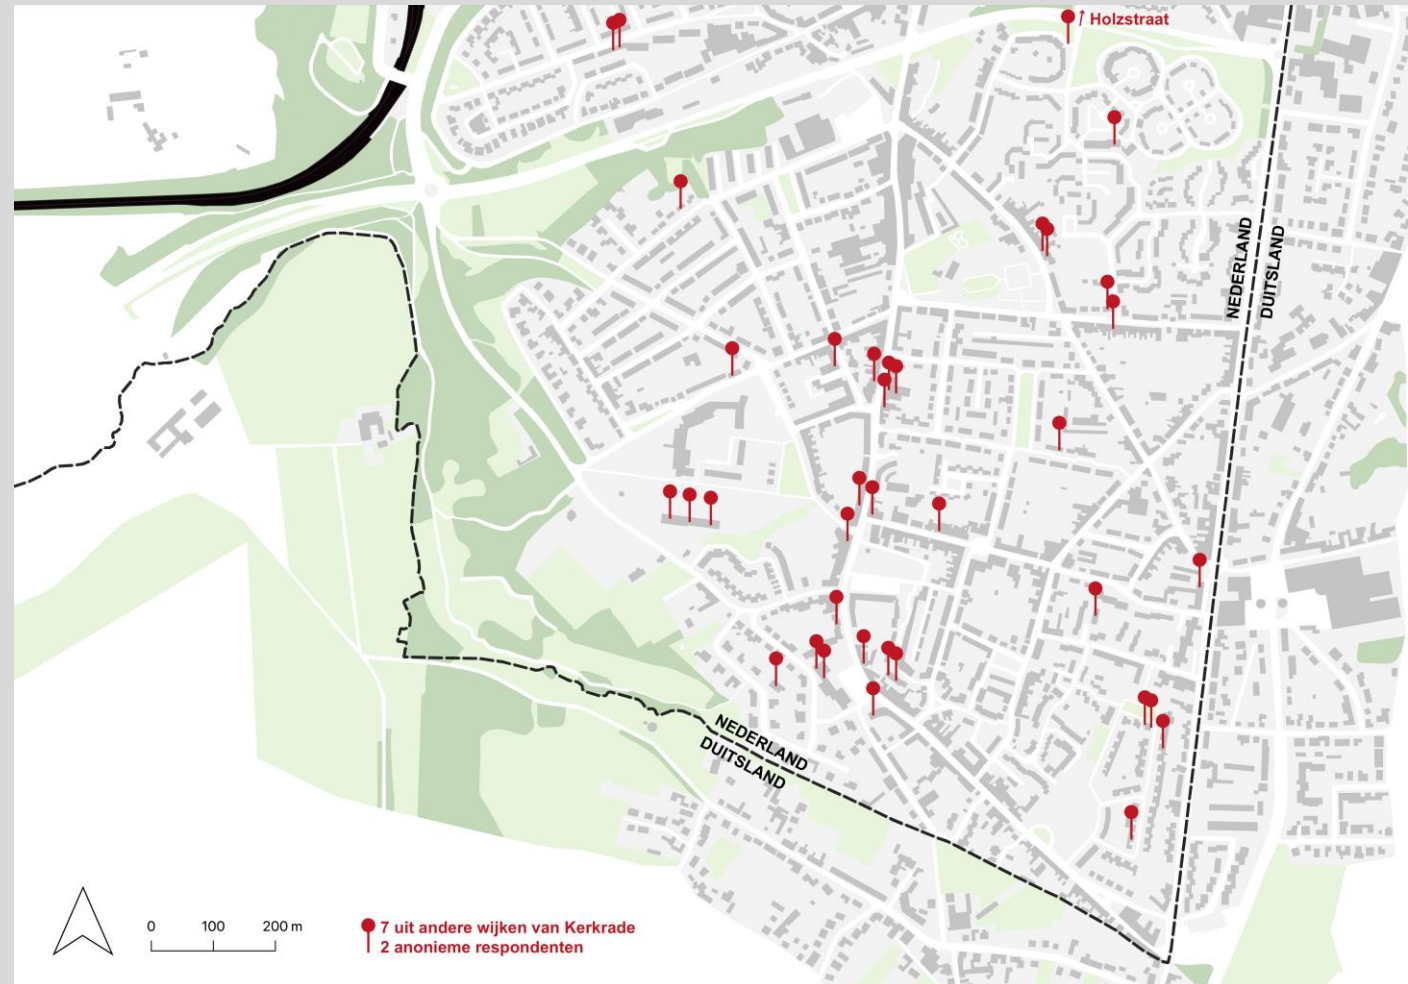 ↑ Holzstraat
NEDERLAND
DUITSLAND
NEDERLAND
DUITSLAND
0 100 200 m
7 uit andere wijken van Kerkrade
2 anonieme respondenten